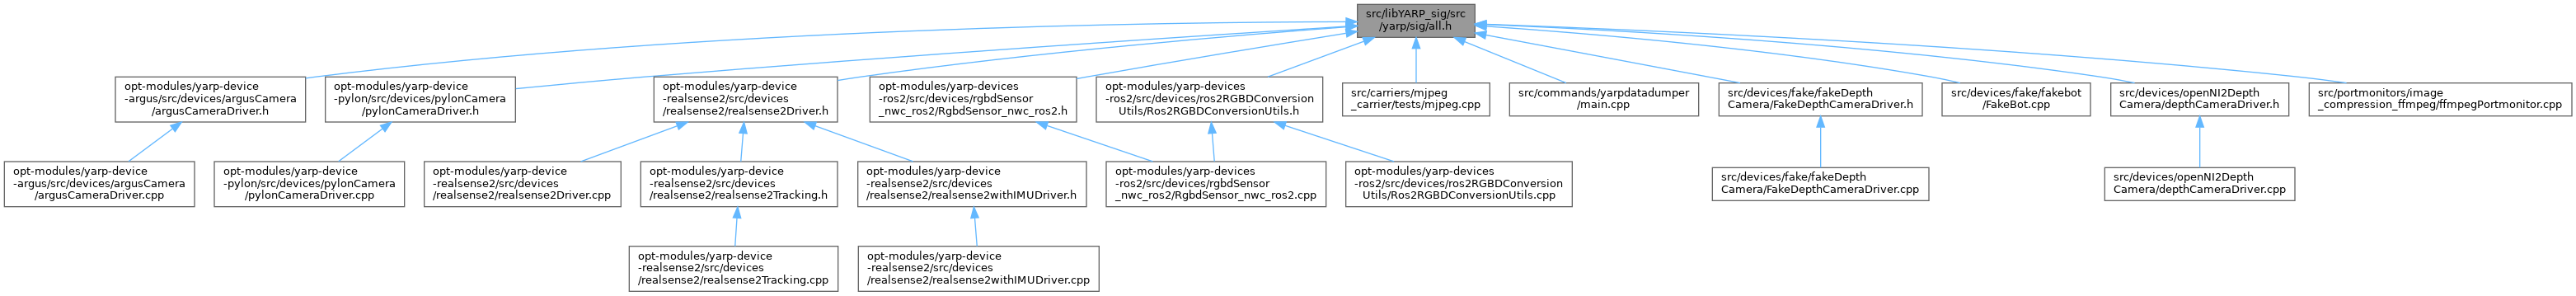 src/libYARP_sig/src
/yarp/sig/all.h
opt-modules/yarp-device
-argus/src/devices/argusCamera
/argusCameraDriver.h
opt-modules/yarp-device
-pylon/src/devices/pylonCamera
/pylonCameraDriver.h
opt-modules/yarp-device
-realsense2/src/devices
/realsense2/realsense2Driver.h
opt-modules/yarp-devices
-ros2/src/devices/rgbdSensor
_nwc_ros2/RgbdSensor_nwc_ros2.h
opt-modules/yarp-devices
-ros2/src/devices/ros2RGBDConversion
Utils/Ros2RGBDConversionUtils.h
src/carriers/mjpeg
_carrier/tests/mjpeg.cpp
src/commands/yarpdatadumper
/main.cpp
src/devices/fake/fakeDepth
Camera/FakeDepthCameraDriver.h
src/devices/fake/fakebot
/FakeBot.cpp
src/devices/openNI2Depth
Camera/depthCameraDriver.h
src/portmonitors/image
_compression_ffmpeg/ffmpegPortmonitor.cpp
opt-modules/yarp-device
-argus/src/devices/argusCamera
/argusCameraDriver.cpp
opt-modules/yarp-device
-pylon/src/devices/pylonCamera
/pylonCameraDriver.cpp
opt-modules/yarp-device
-realsense2/src/devices
/realsense2/realsense2Driver.cpp
opt-modules/yarp-device
-realsense2/src/devices
/realsense2/realsense2Tracking.h
opt-modules/yarp-device
-realsense2/src/devices
/realsense2/realsense2withIMUDriver.h
opt-modules/yarp-devices
-ros2/src/devices/rgbdSensor
_nwc_ros2/RgbdSensor_nwc_ros2.cpp
opt-modules/yarp-devices
-ros2/src/devices/ros2RGBDConversion
Utils/Ros2RGBDConversionUtils.cpp
src/devices/fake/fakeDepth
Camera/FakeDepthCameraDriver.cpp
src/devices/openNI2Depth
Camera/depthCameraDriver.cpp
opt-modules/yarp-device
-realsense2/src/devices
/realsense2/realsense2Tracking.cpp
opt-modules/yarp-device
-realsense2/src/devices
/realsense2/realsense2withIMUDriver.cpp